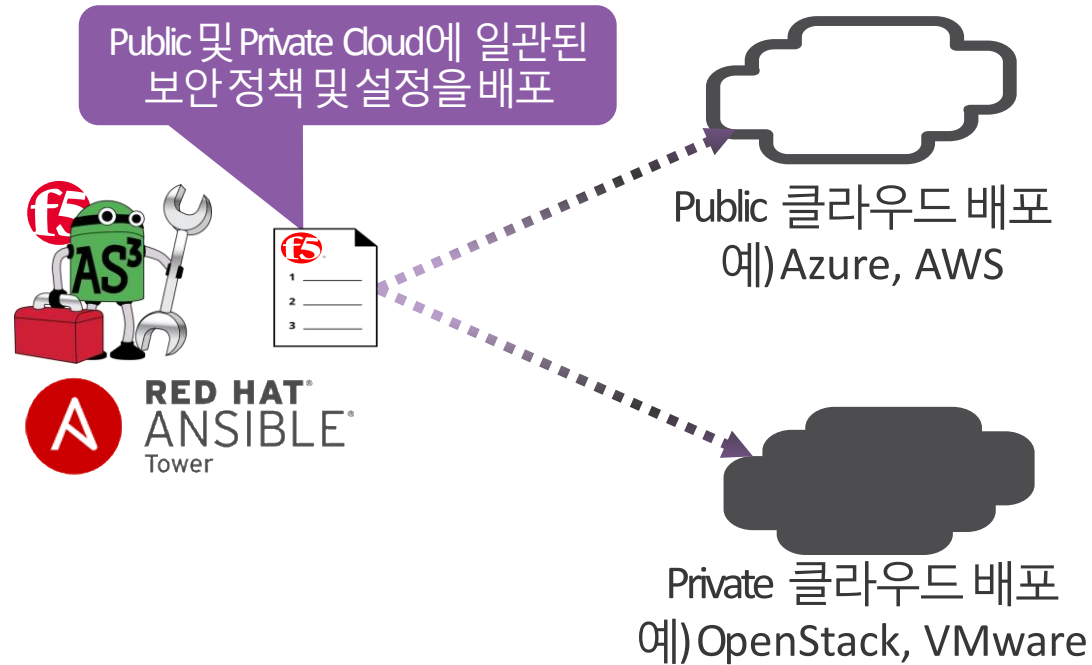 Public 및 Private Cloud에 일관된
보안 정책 및 설정을 배포
f5
AS3
f5
1
2
3
RED HAT®
ANSIBLE®
Tower
Public 클라우드 배포
예) Azure, AWS
Private 클라우드 배포
예) OpenStack, VMware